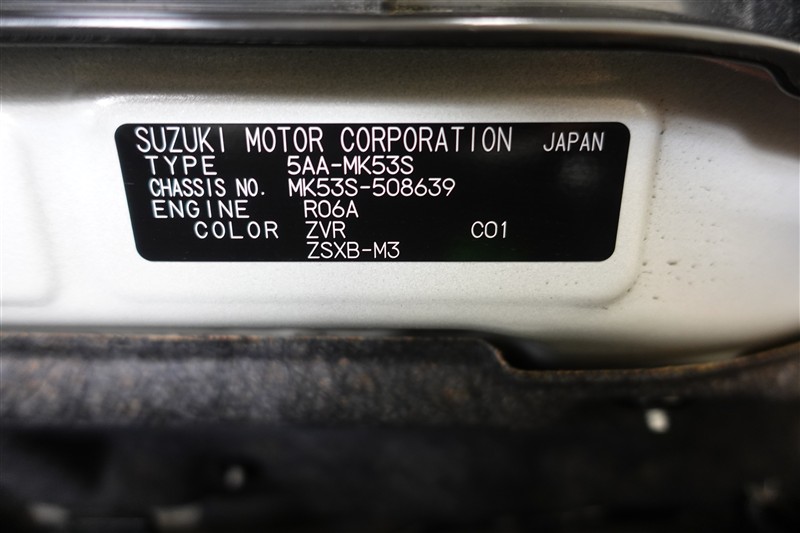 SUZUKI MOTOR CORPORATION JAPAN
TYPE 5AA-MK53S
CHASSIS NO. MK53S-508639
ENGINE R06A
COLOR ZVR C01
ZSXB-M3